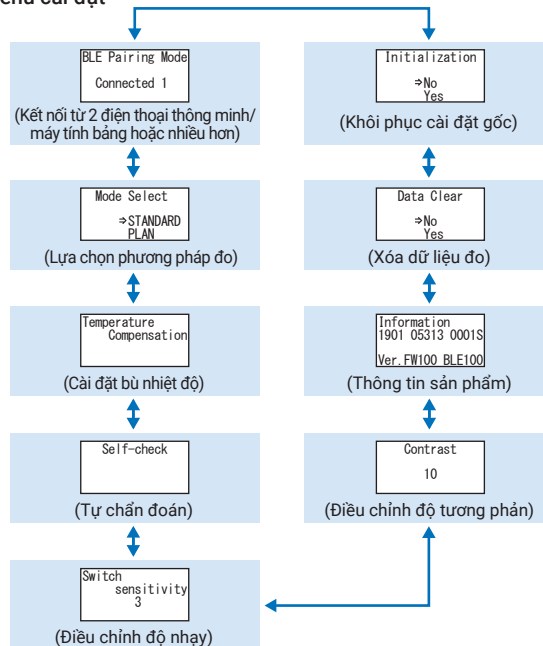 BLE Pairing Mode
Connected 1
(Kết nối từ 2 điện thoại thông minh/
máy tính bảng hoặc nhiều hơn)
Mode Select
⇒STANDARD
PLAN
(Lựa chọn phương pháp đo)
Temperature
Compensation
(Cài đặt bù nhiệt độ)
Self-check
(Tự chẩn đoán)
Switch
sensitivity
3
(Điều chỉnh độ nhạy)
Initialization
⇒No
Yes
(Khôi phục cài đặt gốc)
Data Clear
⇒No
Yes
(Xóa dữ liệu đo)
Information
1901 05313 0001S
Ver.FW100 BLE100
(Thông tin sản phẩm)
Contrast
10
(Điều chỉnh độ tương phản)